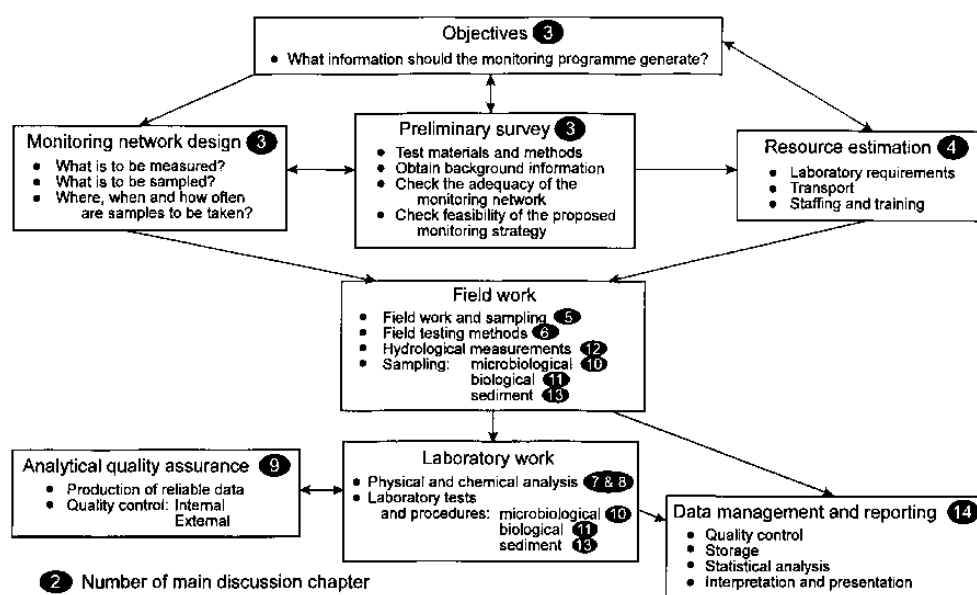 Objectives 3
• What information should the monitoring programme generate?
Monitoring network design 3
• What is to be measured?
• What is to be sampled?
• Where, when and how often
are samples to be taken?
Preliminary survey 3
• Test materials and methods
• Obtain background information
• Check the adequacy of the
monitoring network
• Check feasibility of the proposed
monitoring strategy
Resource estimation 4
• Laboratory requirements
• Transport
• Staffing and training
Field work
• Field work and sampling 5
• Field testing methods 6
• Hydrological measurements 12
• Sampling: microbiological 10
biological 11
sediment 13
Analytical quality assurance 9
• Production of reliable data
• Quality control: Internal
External
Laboratory work
• Physical and chemical analysis 7 & 8
• Laboratory tests
and procedures: microbiological 10
biological 11
sediment 13
Data management and reporting 14
• Quality control
• Storage
• Statistical analysis
• Interpretation and presentation
2 Number of main discussion chapter